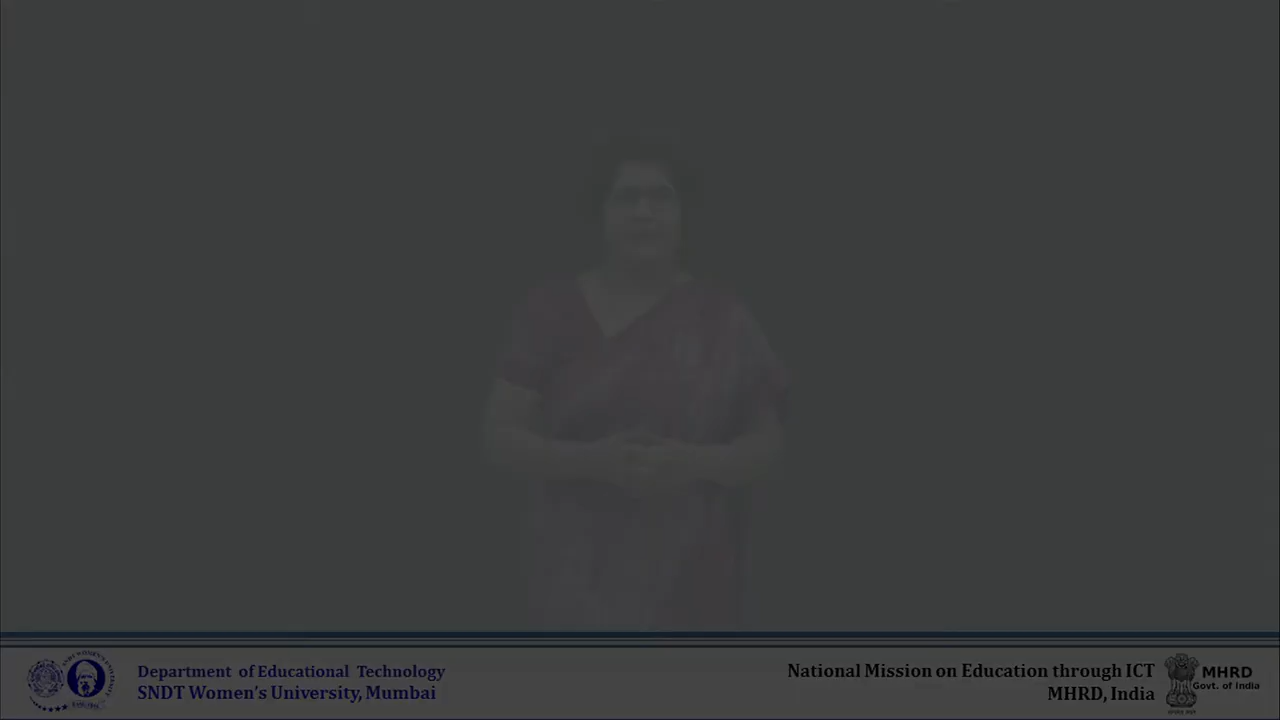 Department of Educational Technology
SNDT Women's University, Mumbai
National Mission on Education through ICT
MHRD, India
MHRD
Govt. of India